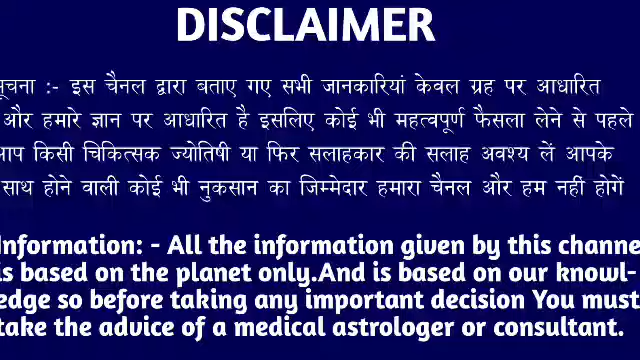 DISCLAIMER
सूचना :- इस चैनल द्वारा बताए गए सभी जानकारियां केवल ग्रह पर आधारित
और हमारे ज्ञान पर आधारित है इसलिए कोई भी महत्वपूर्ण फैसला लेने से पहले
आप किसी चिकित्सक ज्योतिषी या फिर सलाहकार की सलाह अवश्य लें आपके
साथ होने वाली कोई भी नुकसान का जिम्मेदार हमारा चैनल और हम नहीं होगें
Information: - All the information given by this channe
is based on the planet only.And is based on our knowl-
edge so before taking any important decision You must
take the advice of a medical astrologer or consultant.